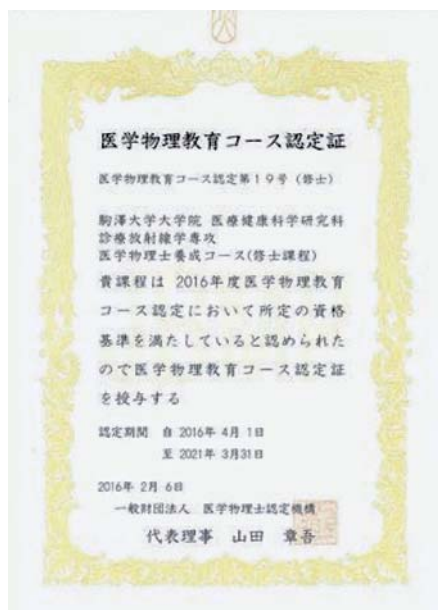 医学物理教育コース認定証
医学物理教育コース認定第19号(修士)
駒澤大学大学院 医療健康科学研究科
診療放射線学専攻
医学物理士養成コース(修士課程)
貴課程は 2016年度医学物理教育
コース認定において所定の資格
基準を満たしていると認められた
ので医学物理教育コース認定証
を授与する
認定期間 自 2016年 4月 1日
至 2021年 3月31日
2016年 2月 6日
一般財団法人 医学物理士認定機構
代表理事 山田 章吾